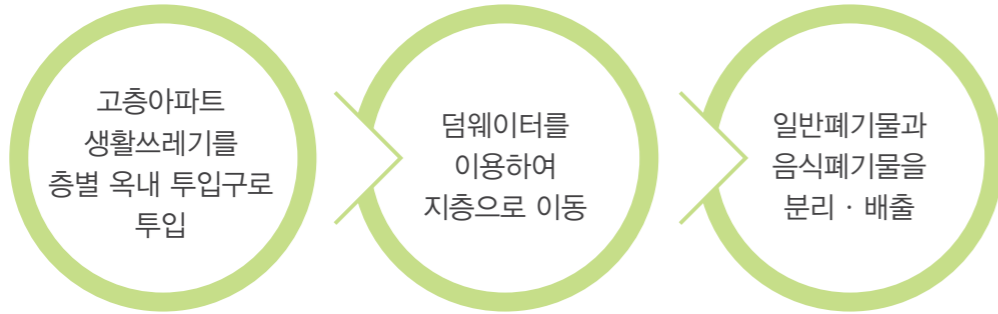 고층아파트
생활쓰레기를
층별 옥내 투입구로
투입
덤웨이터를
이용하여
지층으로 이동
일반폐기물과
음식폐기물을
분리 · 배출